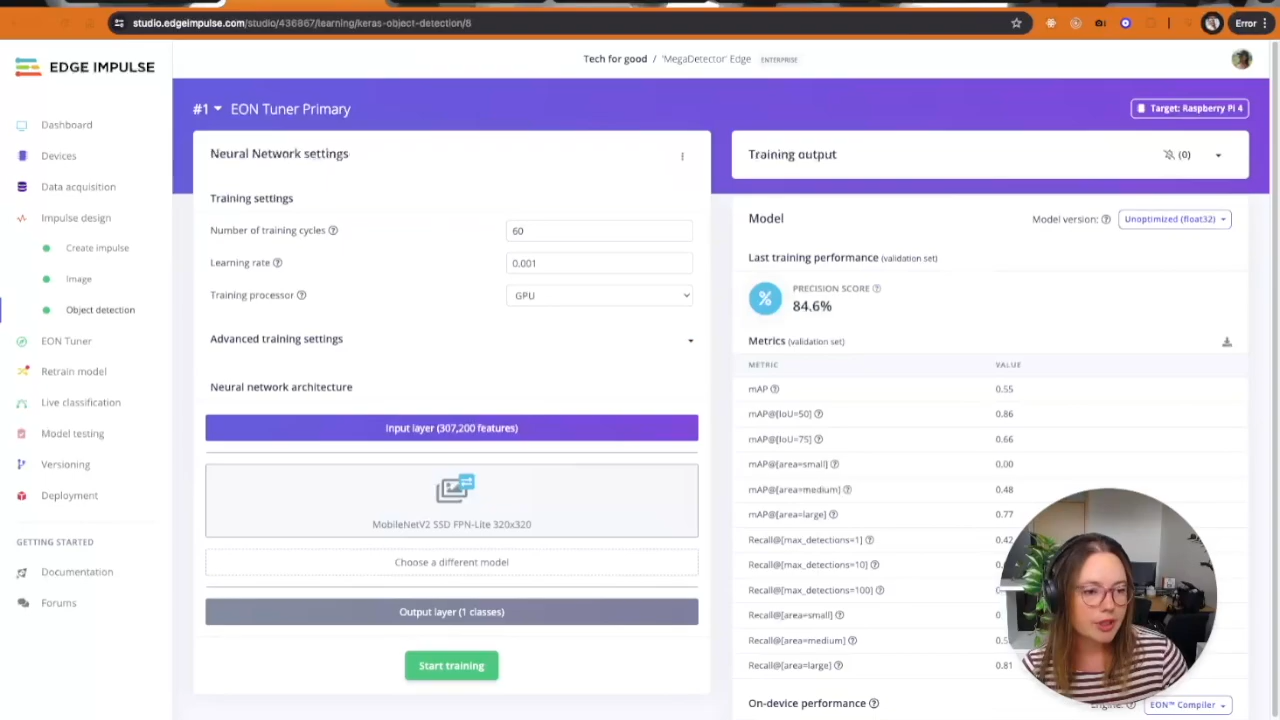 studio.edgeimpulse.com/studio/436867/learning/keras-object-detection/8
Error
EDGE IMPULSE
Tech for good / 'MegaDetector' Edge ENTERPRISE
#1 EON Tuner Primary
Target: Raspberry Pi 4
Dashboard
Devices
Data acquisition
Impulse design
Create impulse
Image
Object detection
EON Tuner
Retrain model
Live classification
Model testing
Versioning
Deployment
GETTING STARTED
Documentation
Forums
Neural Network settings
Training settings
Number of training cycles 60
Learning rate 0.001
Training processor GPU
Advanced training settings
Neural network architecture
Input layer (307,200 features)
MobileNetV2 SSD FPN-Lite 320x320
Choose a different model
Output layer (1 classes)
Start training
Training output (0)
Model
Model version: Unoptimized (float32)
Last training performance (validation set)
% PRECISION SCORE
84.6%
Metrics (validation set)
METRIC VALUE
mAP 0.55
mAP@[IoU=50] 0.86
mAP@[IoU=75] 0.66
mAP@[area=small] 0.00
mAP@[area=medium] 0.48
mAP@[area=large] 0.77
Recall@[max_detections=1] 0.42
Recall@[max_detections=10]
Recall@[max_detections=100]
Recall@[area=small]
Recall@[area=medium]
Recall@[area=large] 0.81
On-device performance
EON™ Compiler